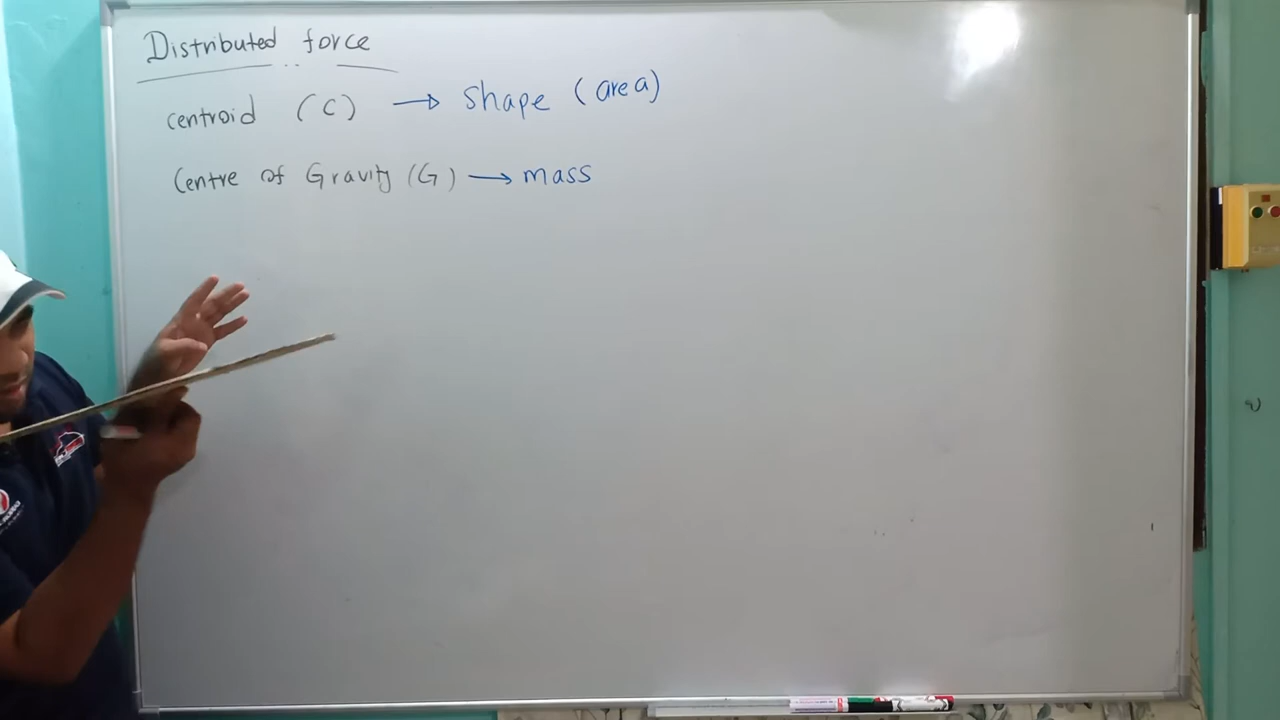 Distributed force
centroid (C) → shape (area)
Centre of Gravity (G) → mass